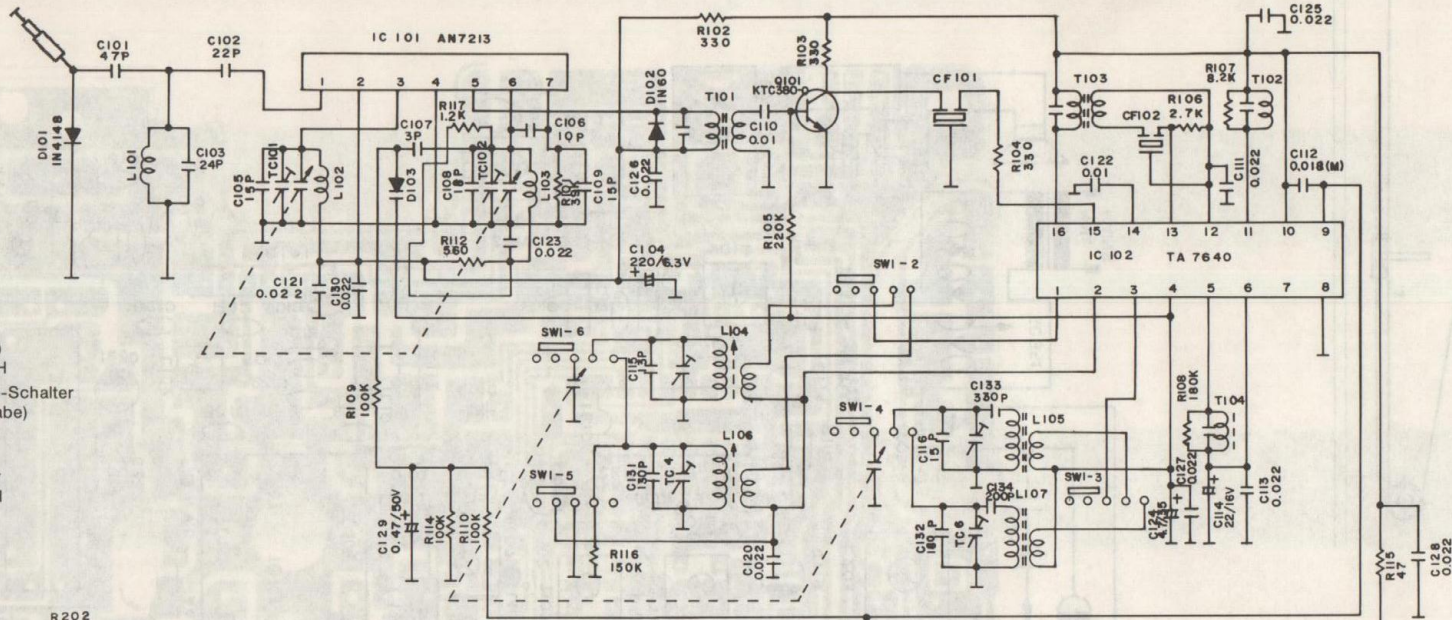 C101
47P
C102
22P
D101
IN4148
L101
C103
24P
IC 101 AN7213
1 2 3 4 5 6 7
C105
15P
TC101
L102
C107
3P
R117
1.2K
D103
C108
18P
TC102
C106
10P
L103
C109
15P
R112
560
C123
0.022
C121
0.022
C130
0.022
R102
330
D102
IN60
T101
C126
0.022
C110
0.01
R103
330
Q101
KTC380-O
R105
220K
C104
+ 220/6.3V
CF101
R104
330
C125
0.022
T103
R107
8.2K
T102
CF102
R106
2.7K
C122
0.01
C111
0.022
C112
0.018(M)
16 15 14 13 12 11 10 9
IC 102 TA 7640
1 2 3 4 5 6 7 8
SW1-2
SW1-6
C115
13P
L104
SW1-4
C133
330P
C116
15P
L105
R108
180K
T104
R109
100K
C131
130P
TC 4
L106
SW1-5
R116
150K
C120
0.022
C132
180P
TC 6
C134
200P
L107
SW1-3
C124
4.7/35
C127
0.022
C114
22/16V
C113
0.022
C129
0.47/50V
R114
100K
R110
100K
R115
47
C128
0.022
-Schalter
R202